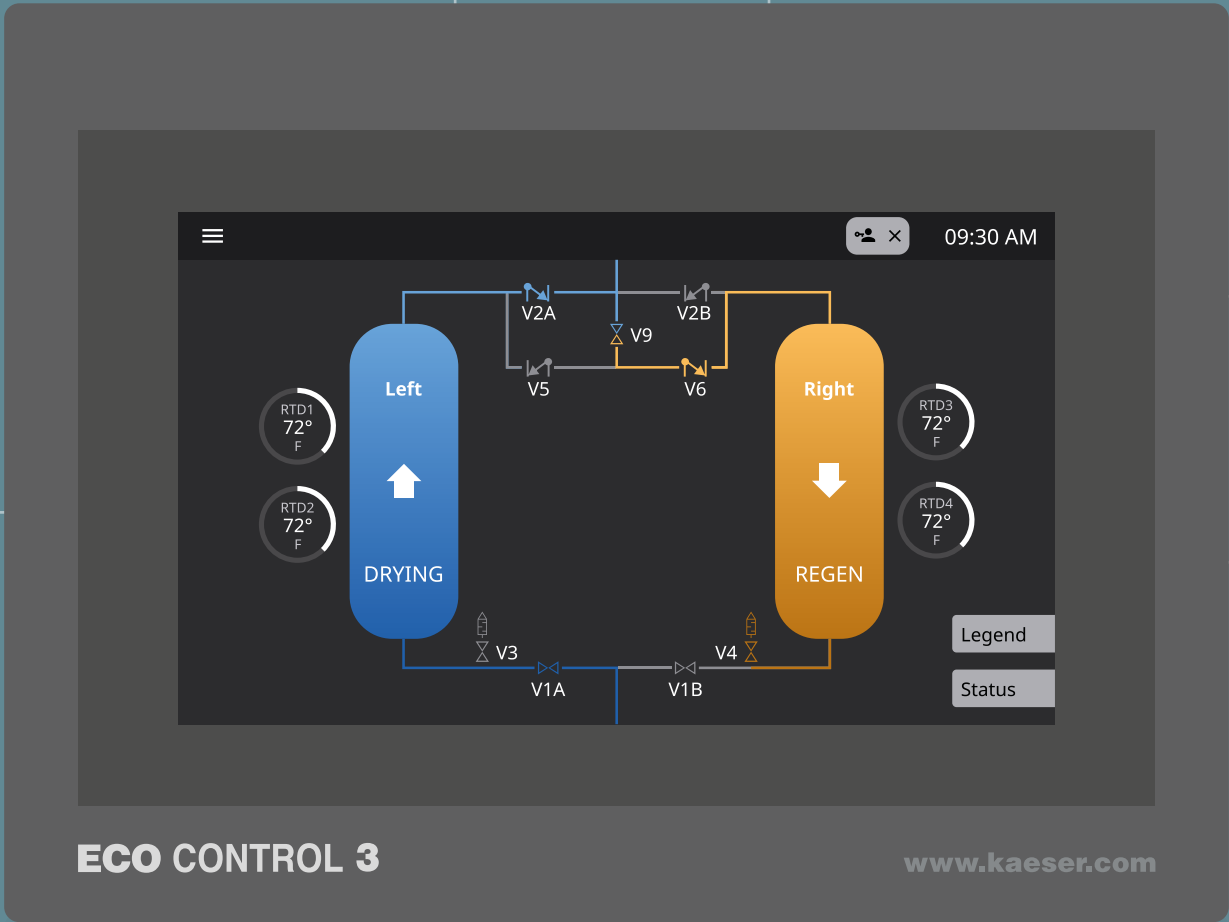 09:30 AM
V2A
V2B
V9
V5
V6
Left
Right
RTD1
72°
F
RTD3
72°
F
RTD2
72°
F
RTD4
72°
F
DRYING
REGEN
V3
V4
V1A
V1B
Legend
Status
ECO CONTROL 3
www.kaeser.com